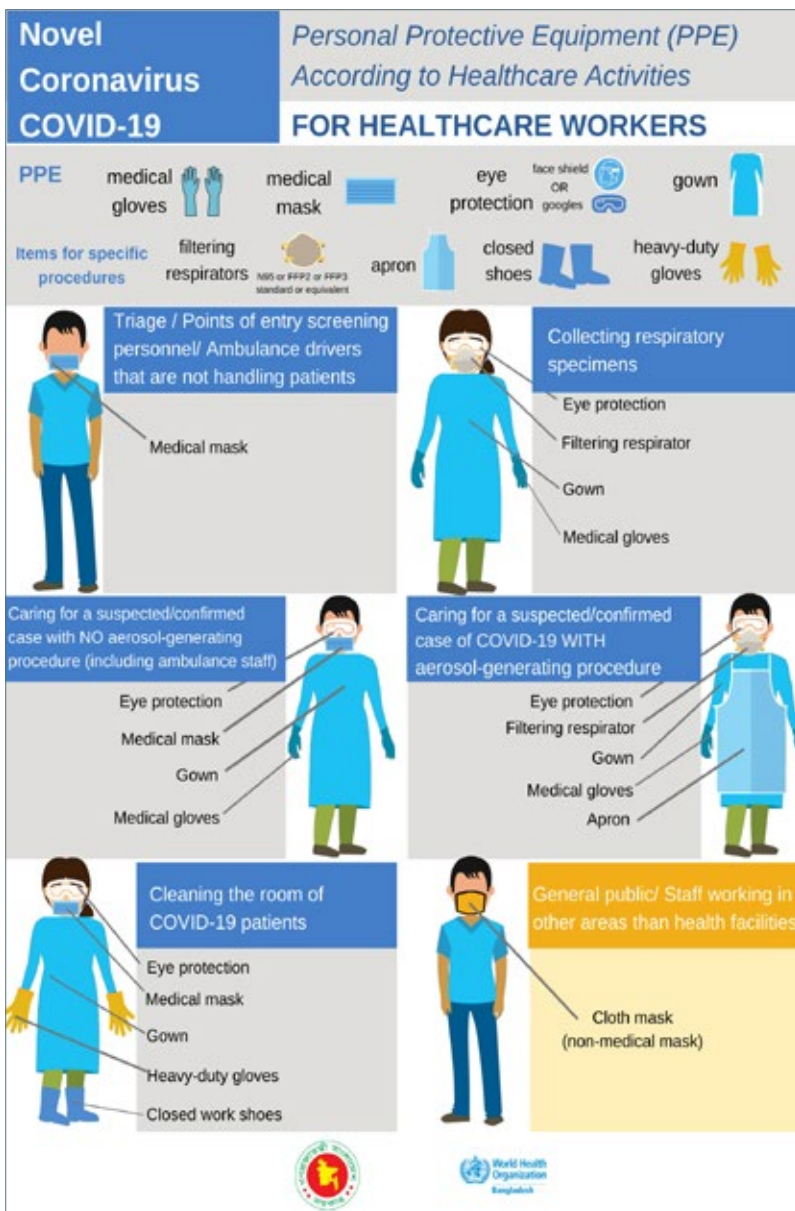 Novel
Coronavirus
COVID-19
Personal Protective Equipment (PPE)
According to Healthcare Activities
FOR HEALTHCARE WORKERS
PPE
medical
gloves
medical
mask
eye
protection
face shield
OR
googles
gown
Items for specific
procedures
filtering
respirators
N95 or FFP2 or FFP3
standard or equivalent
apron
closed
shoes
heavy-duty
gloves
Triage / Points of entry screening
personnel/ Ambulance drivers
that are not handling patients
Medical mask
Collecting respiratory
specimens
Eye protection
Filtering respirator
Gown
Medical gloves
Caring for a suspected/confirmed
case with NO aerosol-generating
procedure (including ambulance staff)
Eye protection
Medical mask
Gown
Medical gloves
Caring for a suspected/confirmed
case of COVID-19 WITH
aerosol-generating procedure
Eye protection
Filtering respirator
Gown
Medical gloves
Apron
Cleaning the room of
COVID-19 patients
Eye protection
Medical mask
Gown
Heavy-duty gloves
Closed work shoes
General public/ Staff working in
other areas than health facilities
Cloth mask
(non-medical mask)
World Health
Organization
Bangladesh